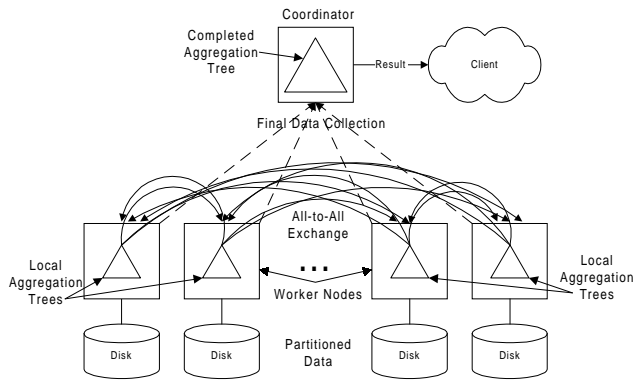 Coordinator
Completed
Aggregation
Tree
Result
Client
Final Data Collection
All-to-All
Exchange
Local
Aggregation
Trees
...
Worker Nodes
Local
Aggregation
Trees
Disk
Disk
Partitioned
Data
Disk
Disk